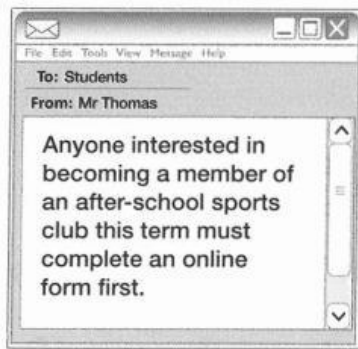 File Edit Tools View Message Help
To: Students
From: Mr Thomas
Anyone interested in
becoming a member of
an after-school sports
club this term must
complete an online
form first.